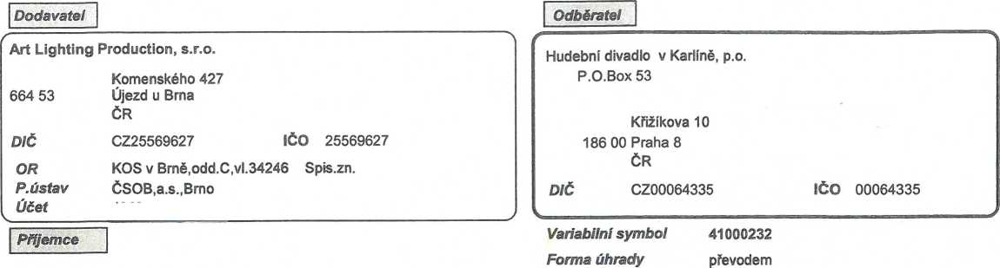 Dodavatel
Art Lighting Production, s.r.o.
Komenského 427
664 53 Újezd u Brna
ČR
DIČ CZ25569627 IČO 25569627
OR KOS v Brně,odd.C,vl.34246 Spis.zn.
P.ústav ČSOB,a.s.,Brno
Účet
Příjemce
Odběratel
Hudební divadlo v Karlíně, p.o.
P.O.Box 53
Křižíkova 10
186 00 Praha 8
ČR
DIČ CZ00064335 IČO 00064335
Variabilní symbol 41000232
Forma úhrady převodem